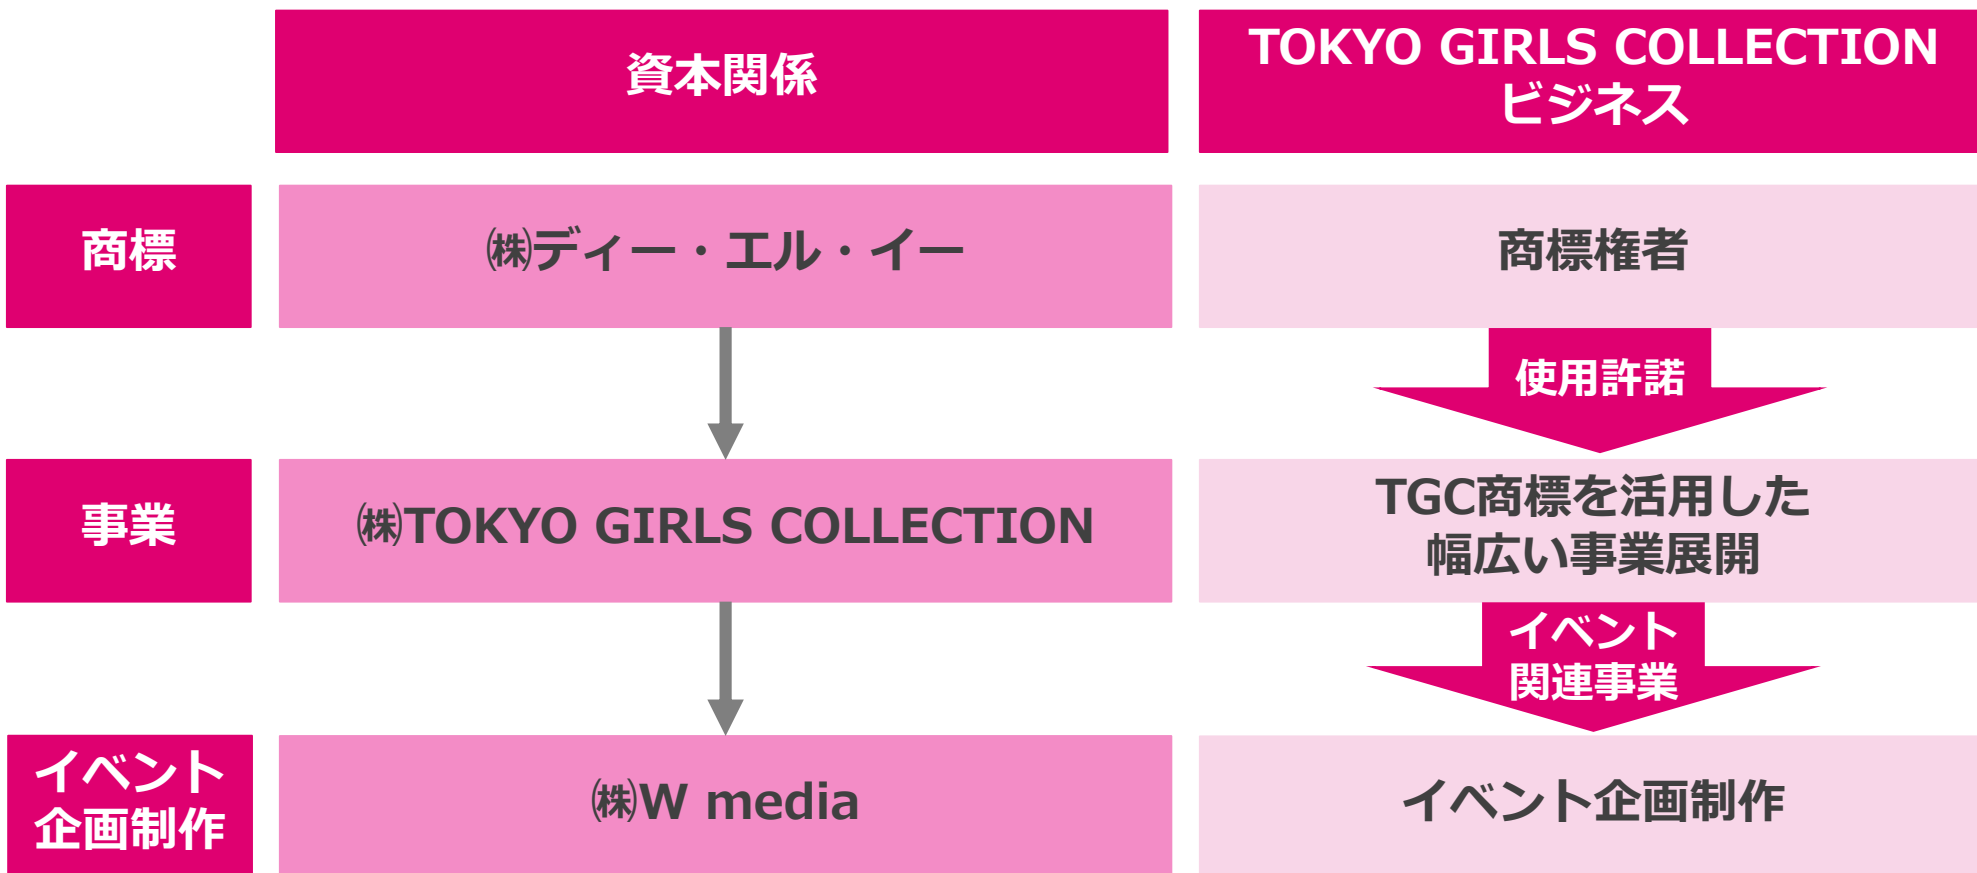 資本関係
TOKYO GIRLS COLLECTION
ビジネス
商標
㈱ディー・エル・イー
商標権者
使用許諾
事業
㈱TOKYO GIRLS COLLECTION
TGC商標を活用した
幅広い事業展開
イベント
関連事業
イベント
企画制作
㈱W media
イベント企画制作